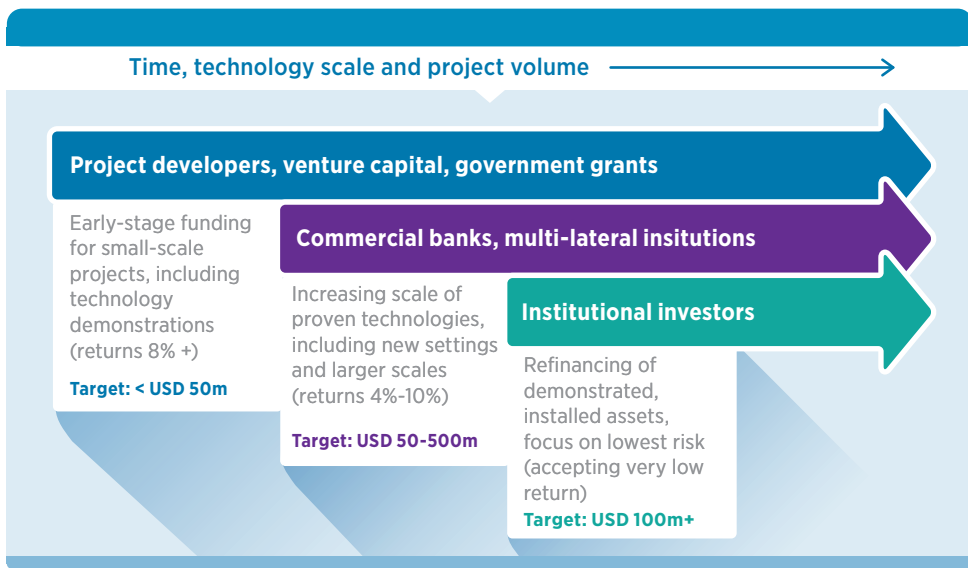 Time, technology scale and project volume
Project developers, venture capital, government grants
Early-stage funding
for small-scale
projects, including
technology
demonstrations
(returns 8% +)
Target: < USD 50m
Commercial banks, multi-lateral insitutions
Increasing scale of
proven technologies,
including new settings
and larger scales
(returns 4%-10%)
Target: USD 50-500m
Institutional investors
Refinancing of
demonstrated,
installed assets,
focus on lowest risk
(accepting very low
return)
Target: USD 100m+